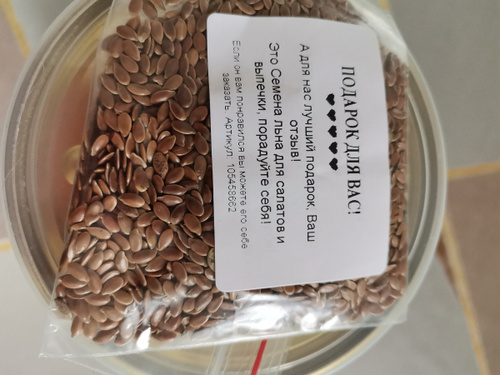 ПОДАРОК ДЛЯ ВАС!
♥♥♥♥♥
А для нас лучший подарок, Ваш
отзыв!
Это Семена льна для салатов и
выпечки, порадуйте себя!
Если он вам понравился вы можете его себе
заказать. Артикул: 105458662